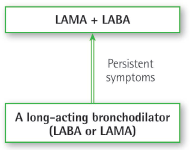 LAMA + LABA
Persistent
symptoms
A long-acting bronchodilator
(LABA or LAMA)